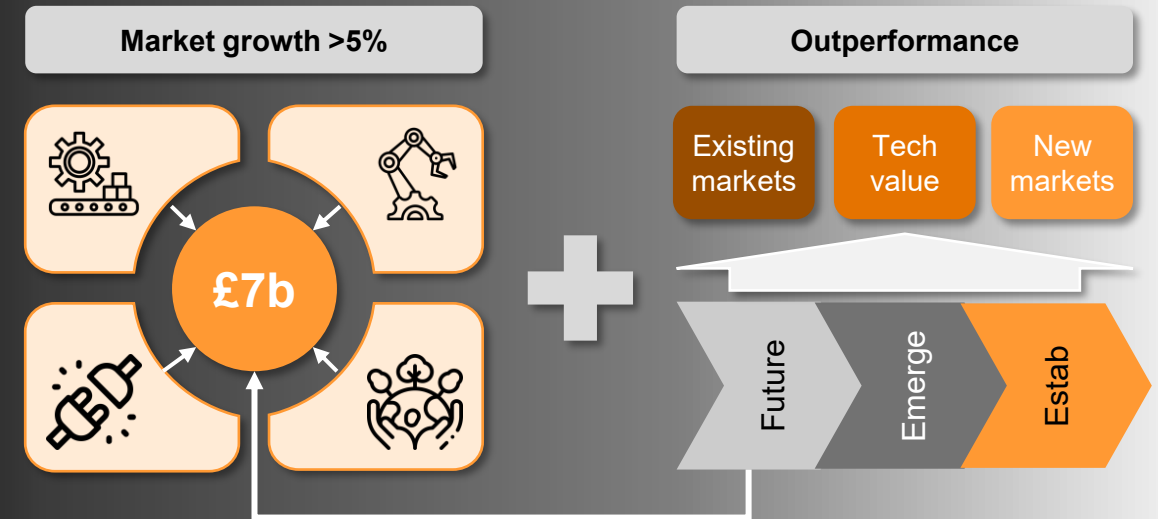 Market growth >5%
Outperformance
Existing
markets
Tech
value
New
markets
£7b
Future
Emerge
Estab